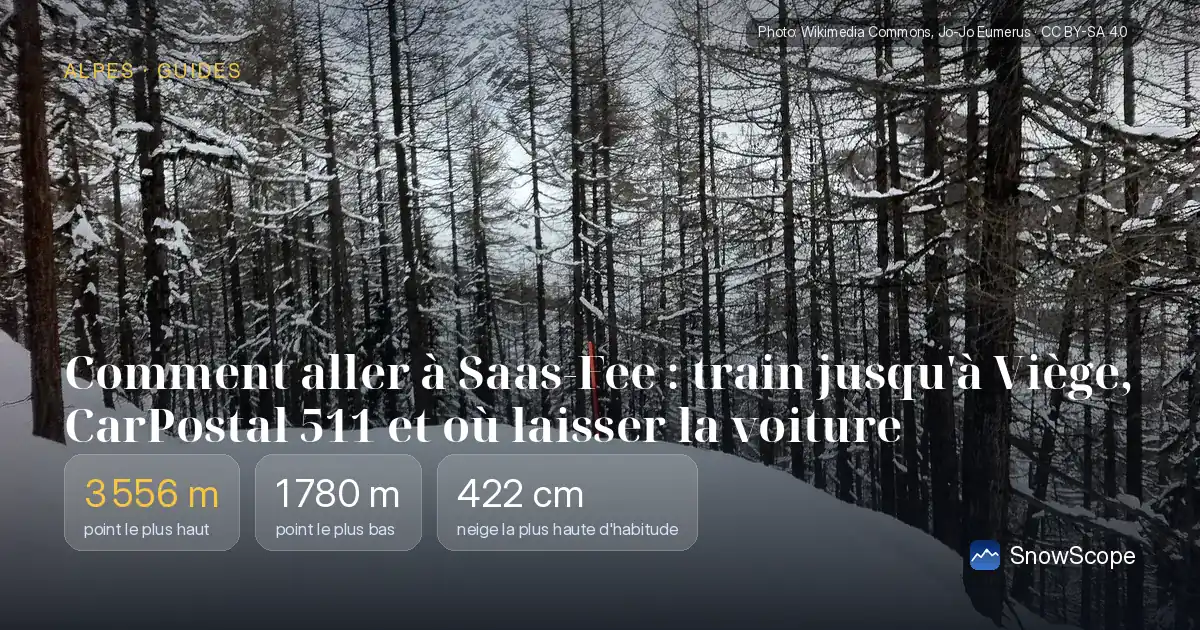 Photo: Wikimedia Commons, Jo-Jo Eumerus · CC BY-SA 4.0
ALPES · GUIDES
Comment aller à Saas-Fee : train jusqu'à Viège,
CarPostal 511 et où laisser la voiture
3 556 m
point le plus haut
1 780 m
point le plus bas
422 cm
neige la plus haute d'habitude
SnowScope